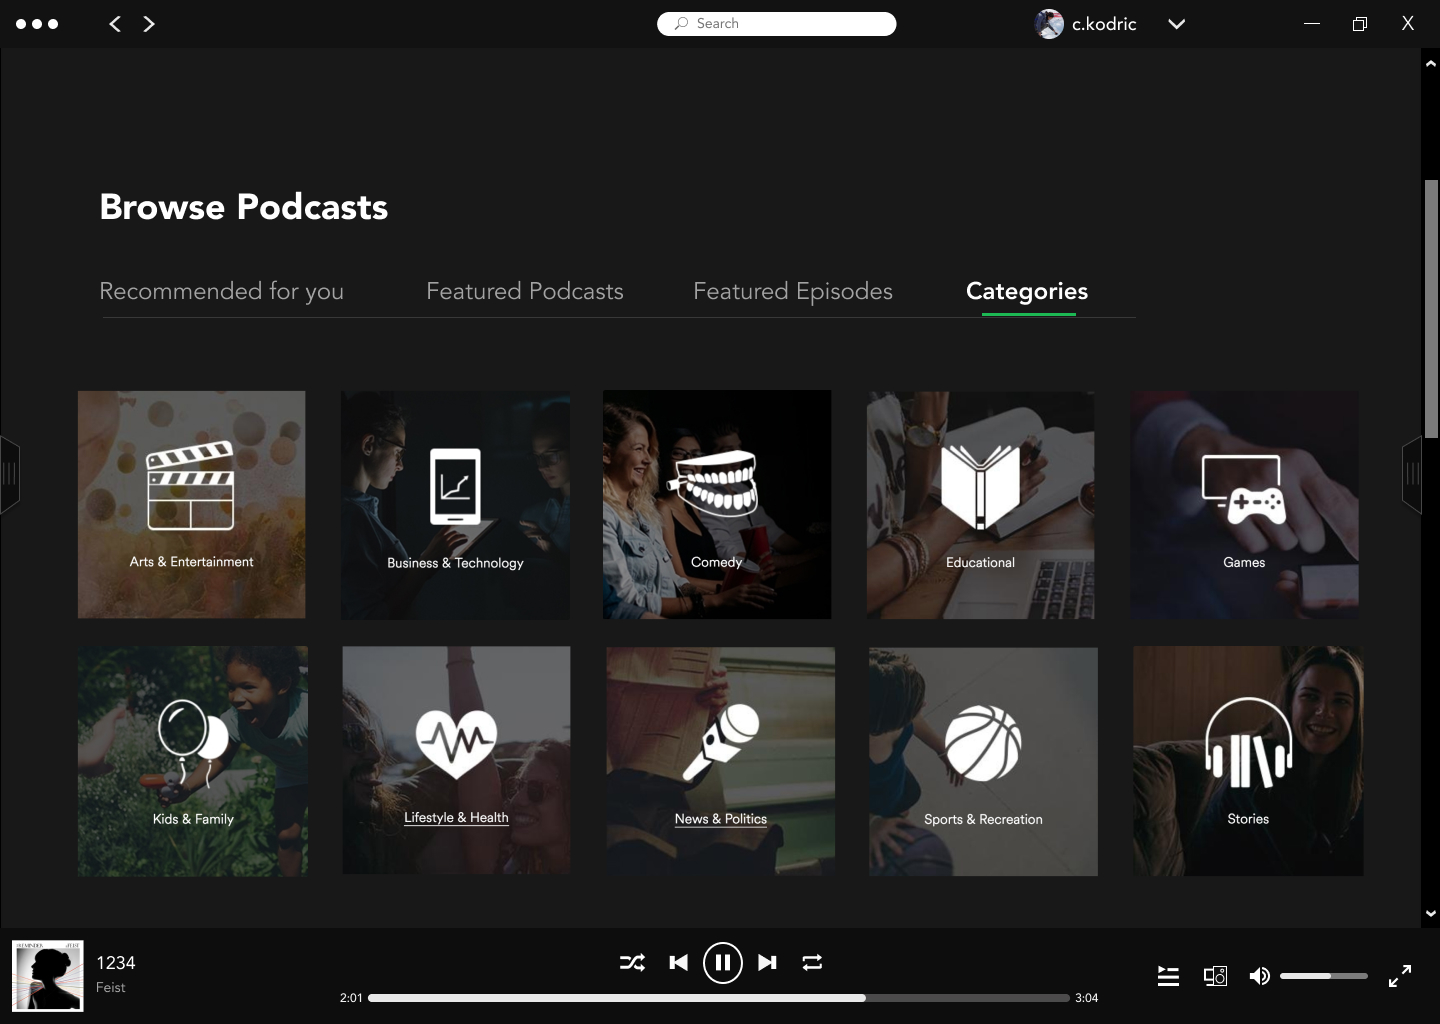 Search
c.kodric
X
Browse Podcasts
Recommended for you
Featured Podcasts
Featured Episodes
Categories
Arts & Entertainment
Business & Technology
Comedy
Educational
Games
Kids & Family
Lifestyle & Health
News & Politics
Sports & Recreation
Stories
1234
Feist
2:01
3:04